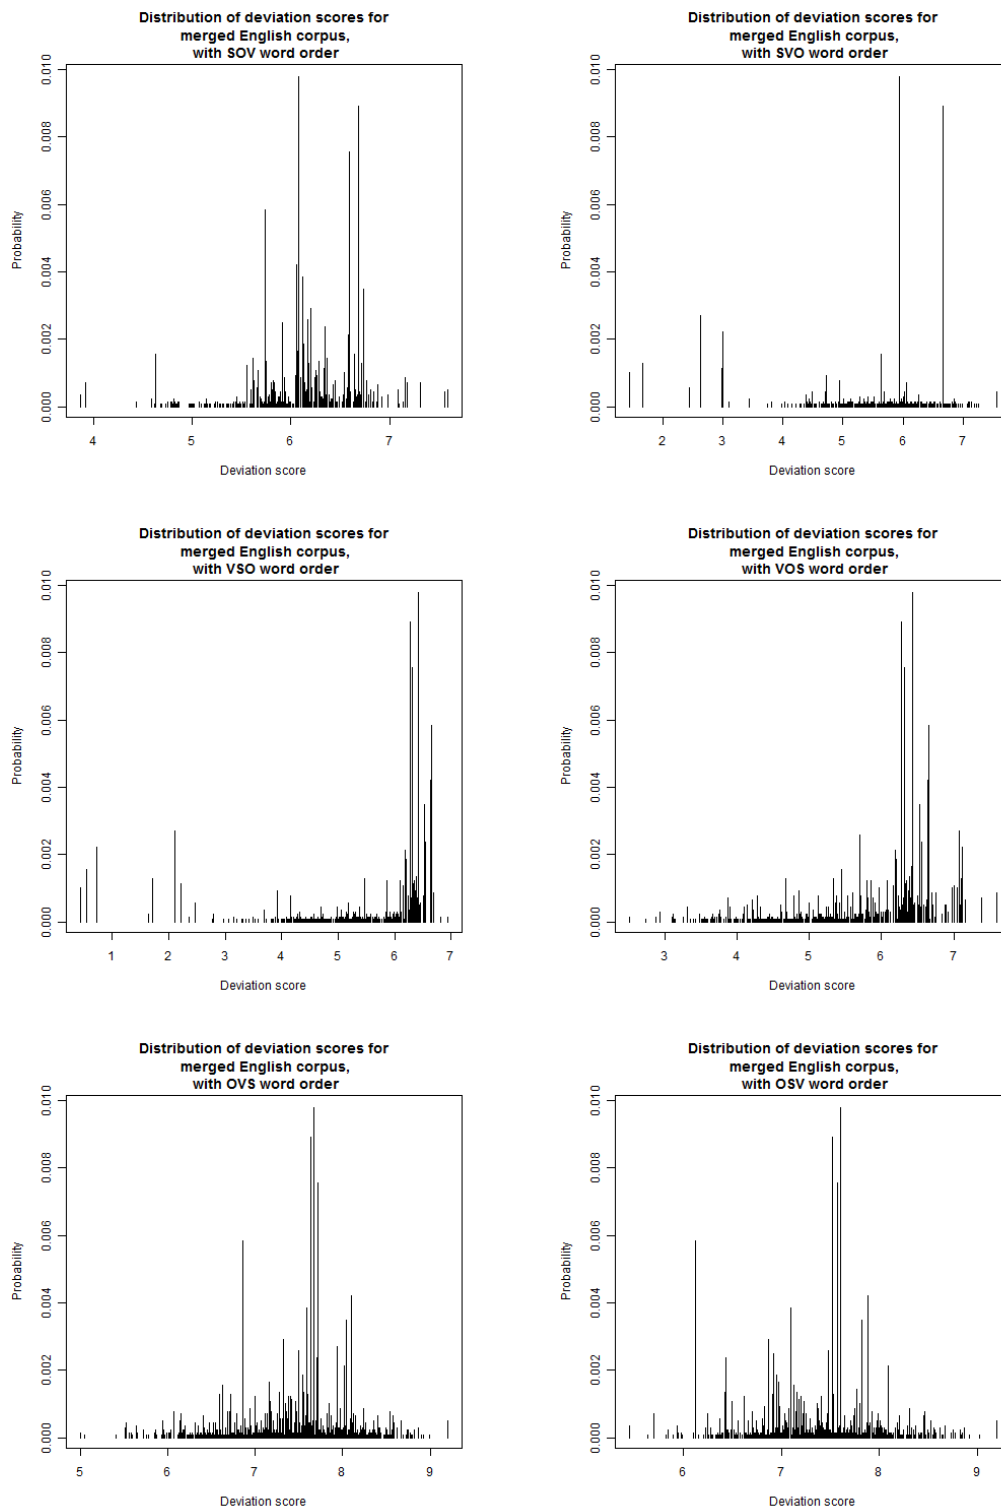 Distribution of deviation scores for
merged English corpus,
with SOV word order
Probability
0.000
0.002
0.004
0.006
0.008
0.010
4
5
6
7
Deviation score
Distribution of deviation scores for
merged English corpus,
with SVO word order
Probability
0.000
0.002
0.004
0.006
0.008
0.010
2
3
4
5
6
7
Deviation score
Distribution of deviation scores for
merged English corpus,
with VSO word order
Probability
0.000
0.002
0.004
0.006
0.008
0.010
1
2
3
4
5
6
7
Deviation score
Distribution of deviation scores for
merged English corpus,
with VOS word order
Probability
0.000
0.002
0.004
0.006
0.008
0.010
3
4
5
6
7
Deviation score
Distribution of deviation scores for
merged English corpus,
with OVS word order
Probability
0.000
0.002
0.004
0.006
0.008
0.010
5
6
7
8
9
Deviation score
Distribution of deviation scores for
merged English corpus,
with OSV word order
Probability
0.000
0.002
0.004
0.006
0.008
0.010
6
7
8
9
Deviation score